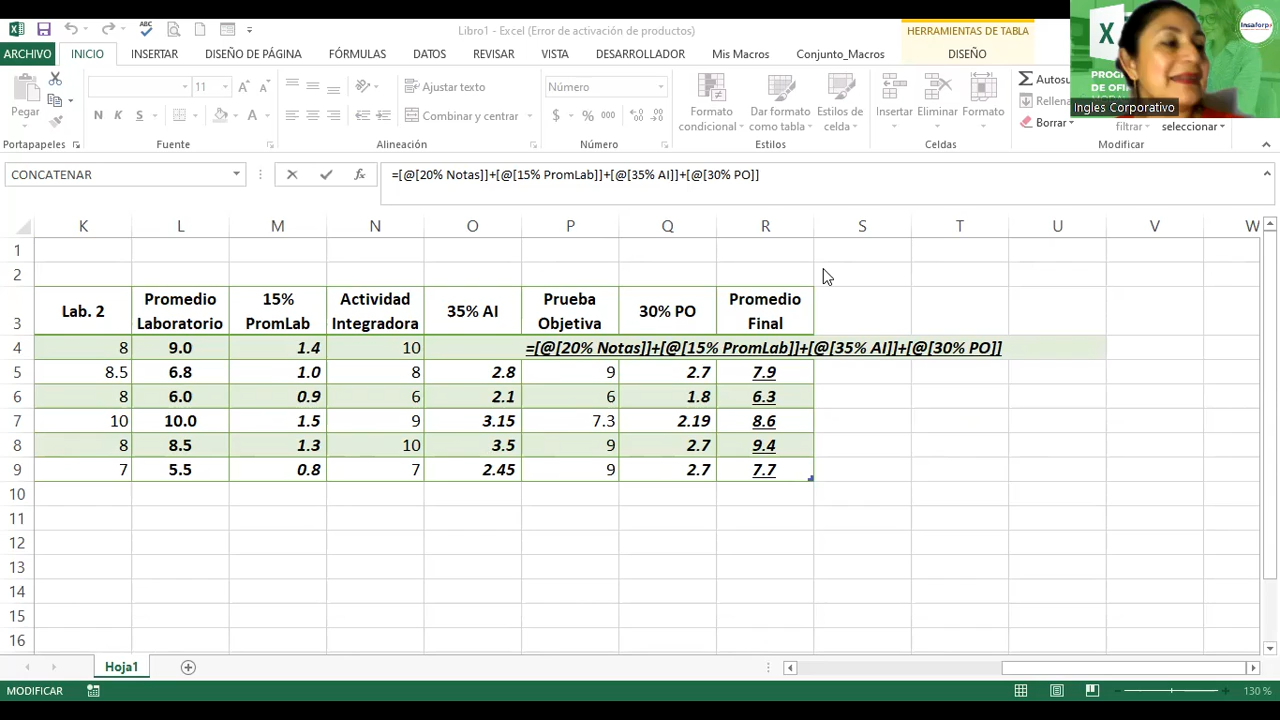 Libro1 - Excel (Error de activación de productos)
HERRAMIENTAS DE TABLA
ARCHIVO INICIO INSERTAR DISEÑO DE PÁGINA FÓRMULAS DATOS REVISAR VISTA DESARROLLADOR Mis Macros Conjunto_Macros DISEÑO
Insaforp
Ingles Corporativo
Pegar
Portapapeles
11
N K S
Fuente
Ajustar texto
Combinar y centrar
Alineación
Número
$ % 000
Número
Formato condicional
Dar formato como tabla
Estilos de celda
Estilos
Insertar Eliminar Formato
Celdas
Autosu
Rellena
Borrar
filtrar seleccionar
Modificar
CONCATENAR
=[@[20% Notas]]+[@[15% PromLab]]+[@[35% AI]]+[@[30% PO]]
K L M N O P Q R S T U V W
1
2
3 Lab. 2 Promedio Laboratorio 15% PromLab Actividad Integradora 35% AI Prueba Objetiva 30% PO Promedio Final
4 8 9.0 1.4 10 =[@[20% Notas]]+[@[15% PromLab]]+[@[35% AI]]+[@[30% PO]]
5 8.5 6.8 1.0 8 2.8 9 2.7 7.9
6 8 6.0 0.9 6 2.1 6 1.8 6.3
7 10 10.0 1.5 9 3.15 7.3 2.19 8.6
8 8 8.5 1.3 10 3.5 9 2.7 9.4
9 7 5.5 0.8 7 2.45 9 2.7 7.7
10
11
12
13
14
15
16
Hoja1
MODIFICAR
130 %